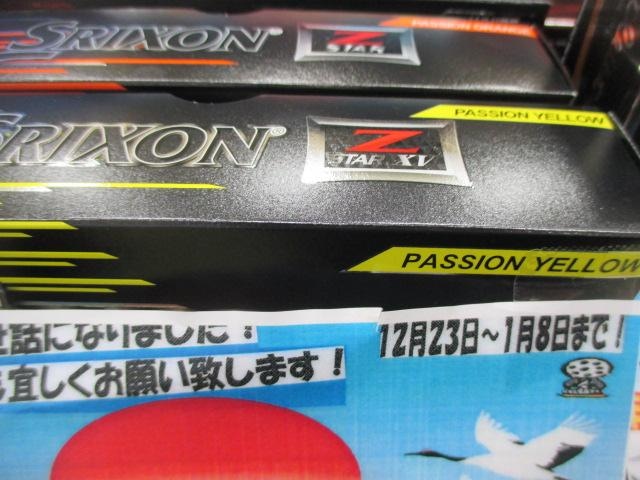 SRIXON® Z STAR PASSION ORANGE
SRIXON® Z STAR XV PASSION YELLOW
PASSION YELLOW
世話になりました！
宜しくお願い致します！
12月23日～1月8日まで！